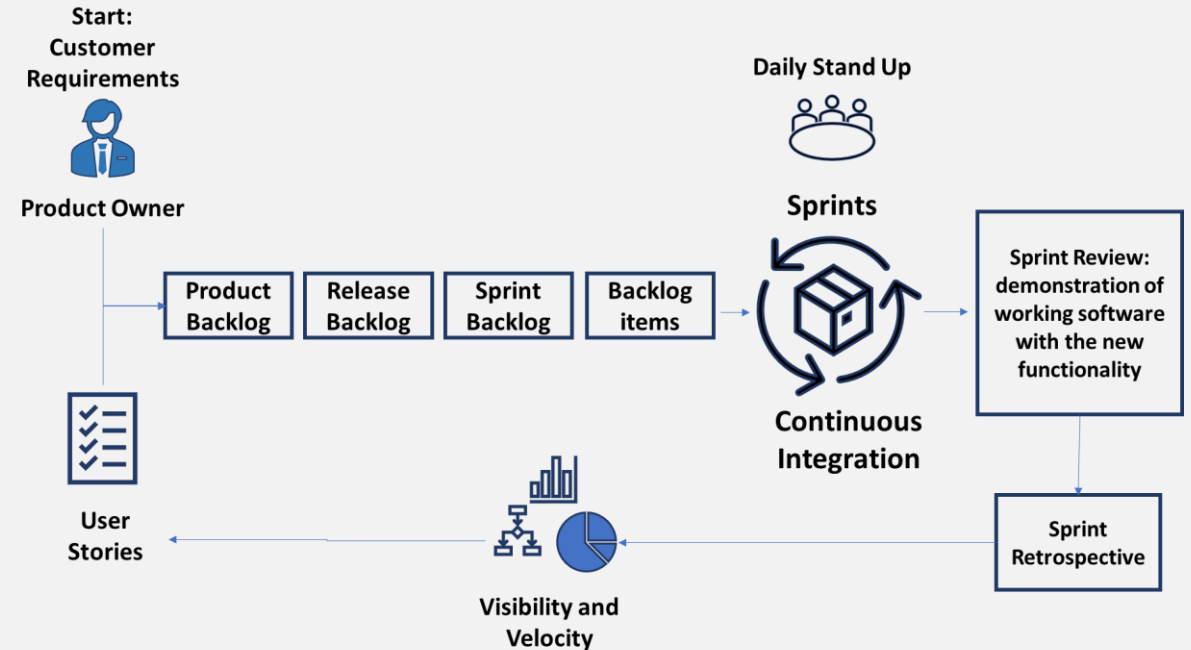 Start:
Customer
Requirements
Product Owner
Product
Backlog
Release
Backlog
Sprint
Backlog
Backlog
items
Daily Stand Up
Sprints
Continuous
Integration
Sprint Review:
demonstration of
working software
with the new
functionality
Sprint
Retrospective
Visibility and
Velocity
User
Stories